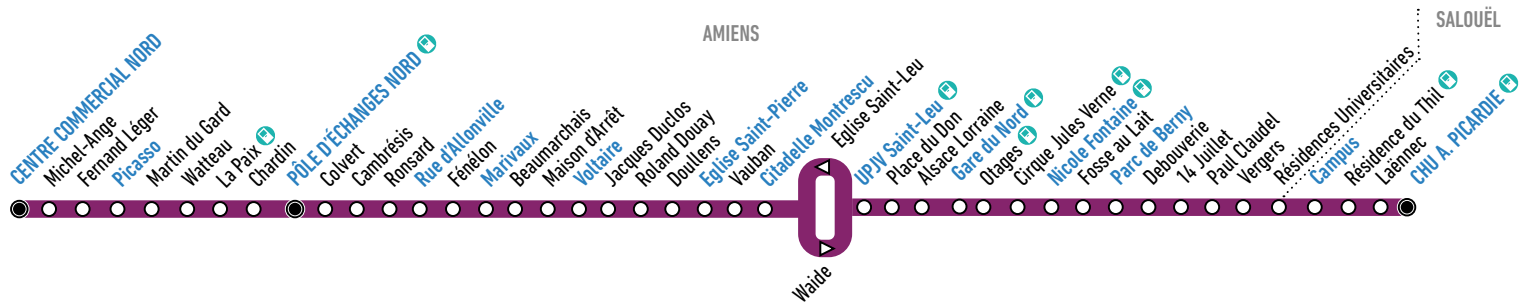 AMIENS
SALOUËL
CENTRE COMMERCIAL NORD
Michel-Ange
Fernand Léger
Picasso
Martin du Gard
Watteau
La Paix
Chardin
PÔLE D'ÉCHANGES NORD
Colvert
Cambrésis
Ronsard
Rue d'Allonville
Fénélon
Marivaux
Beaumarchais
Maison d'Arrêt
Voltaire
Jacques Duclos
Roland Douay
Doullens
Eglise Saint-Pierre
Vauban
Citadelle Montrescu
Eglise Saint-Leu
Waide
UPJV Saint-Leu
Place du Don
Alsace Lorraine
Gare du Nord
Otages
Cirque Jules Verne
Nicole Fontaine
Fosse au Lait
Parc de Berny
Debouverie
14 Juillet
Paul Claudel
Vergers
Résidences Universitaires
Campus
Résidence du Thil
Laënnec
CHU A. PICARDIE